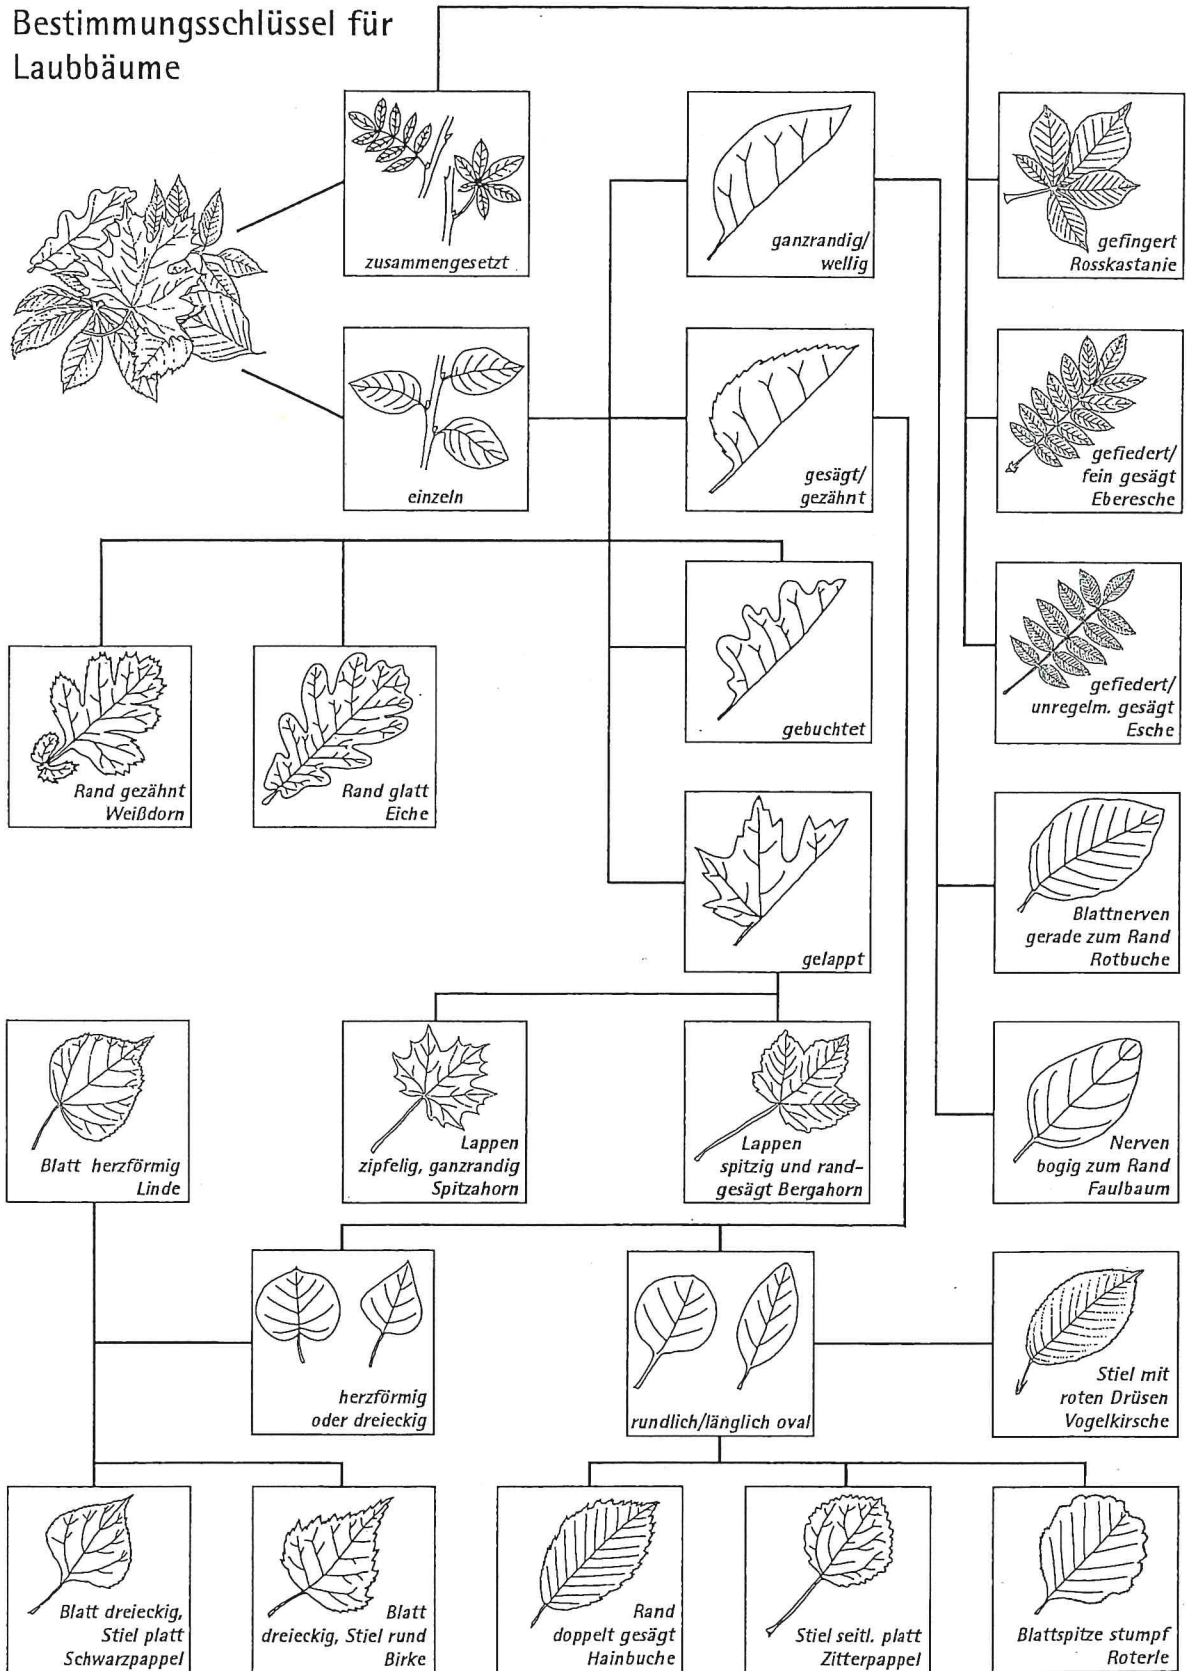 Bestimmungsschlüssel für
Laubbäume
zusammengesetzt
ganzrandig/
wellig
gefingert
Rosskastanie
einzeln
gesägt/
gezähnt
gefiedert/
fein gesägt
Eberesche
Rand gezähnt
Weißdorn
Rand glatt
Eiche
gebuchtet
gefiedert/
unregelm. gesägt
Esche
gelappt
Blattnerven
gerade zum Rand
Rotbuche
Blatt herzförmig
Linde
Lappen
zipfelig, ganzrandig
Spitzahorn
Lappen
spitzig und rand-
gesägt Bergahorn
Nerven
bogig zum Rand
Faulbaum
herzförmig
oder dreieckig
rundlich/länglich oval
Stiel mit
roten Drüsen
Vogelkirsche
Blatt dreieckig,
Stiel platt
Schwarzpappel
Blatt
dreieckig, Stiel rund
Birke
Rand
doppelt gesägt
Hainbuche
Stiel seitl. platt
Zitterpappel
Blattspitze stumpf
Roterle